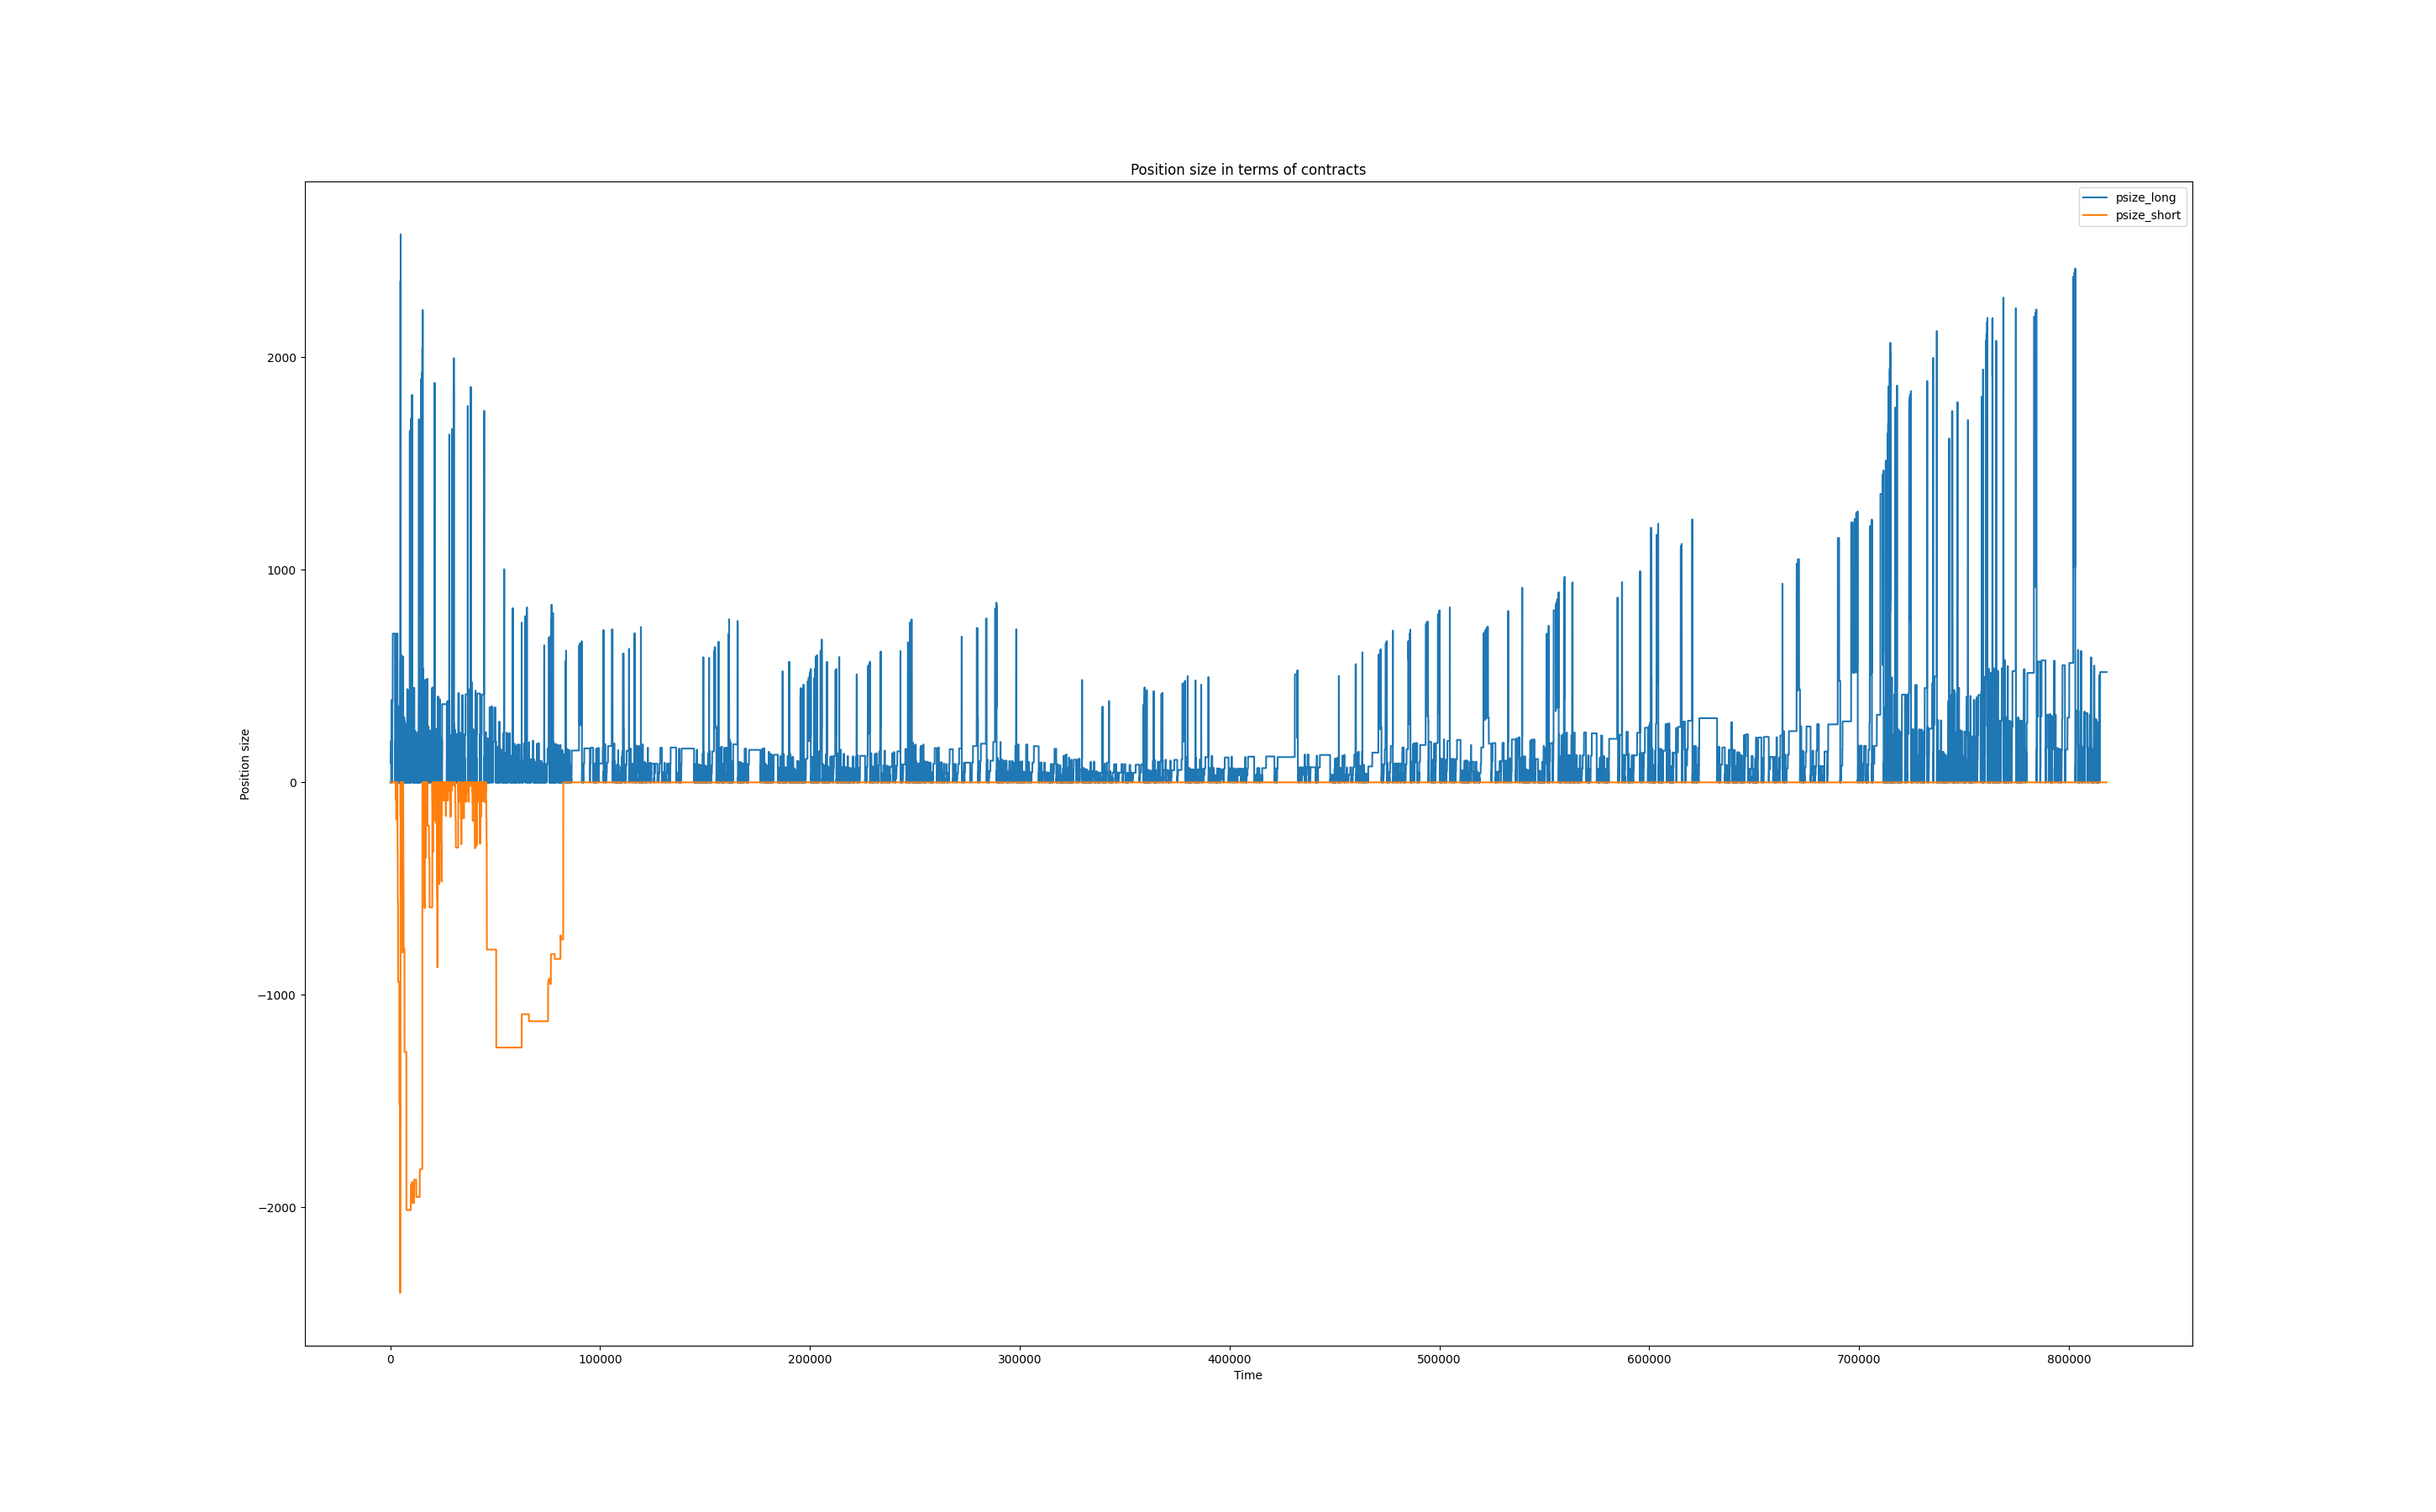 Position size in terms of contracts
psize_long
psize_short
2000
1000
0
−1000
−2000
Position size
0
100000
200000
300000
400000
500000
600000
700000
800000
Time